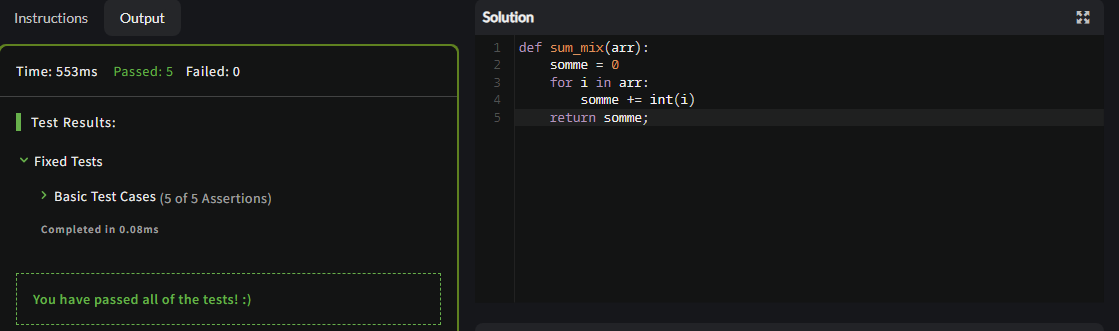 Instructions Output
Time: 553ms Passed: 5 Failed: 0
Test Results:
Fixed Tests
Basic Test Cases (5 of 5 Assertions)
Completed in 0.08ms
You have passed all of the tests! :)
Solution
1 def sum_mix(arr):
2     somme = 0
3     for i in arr:
4         somme += int(i)
5     return somme;